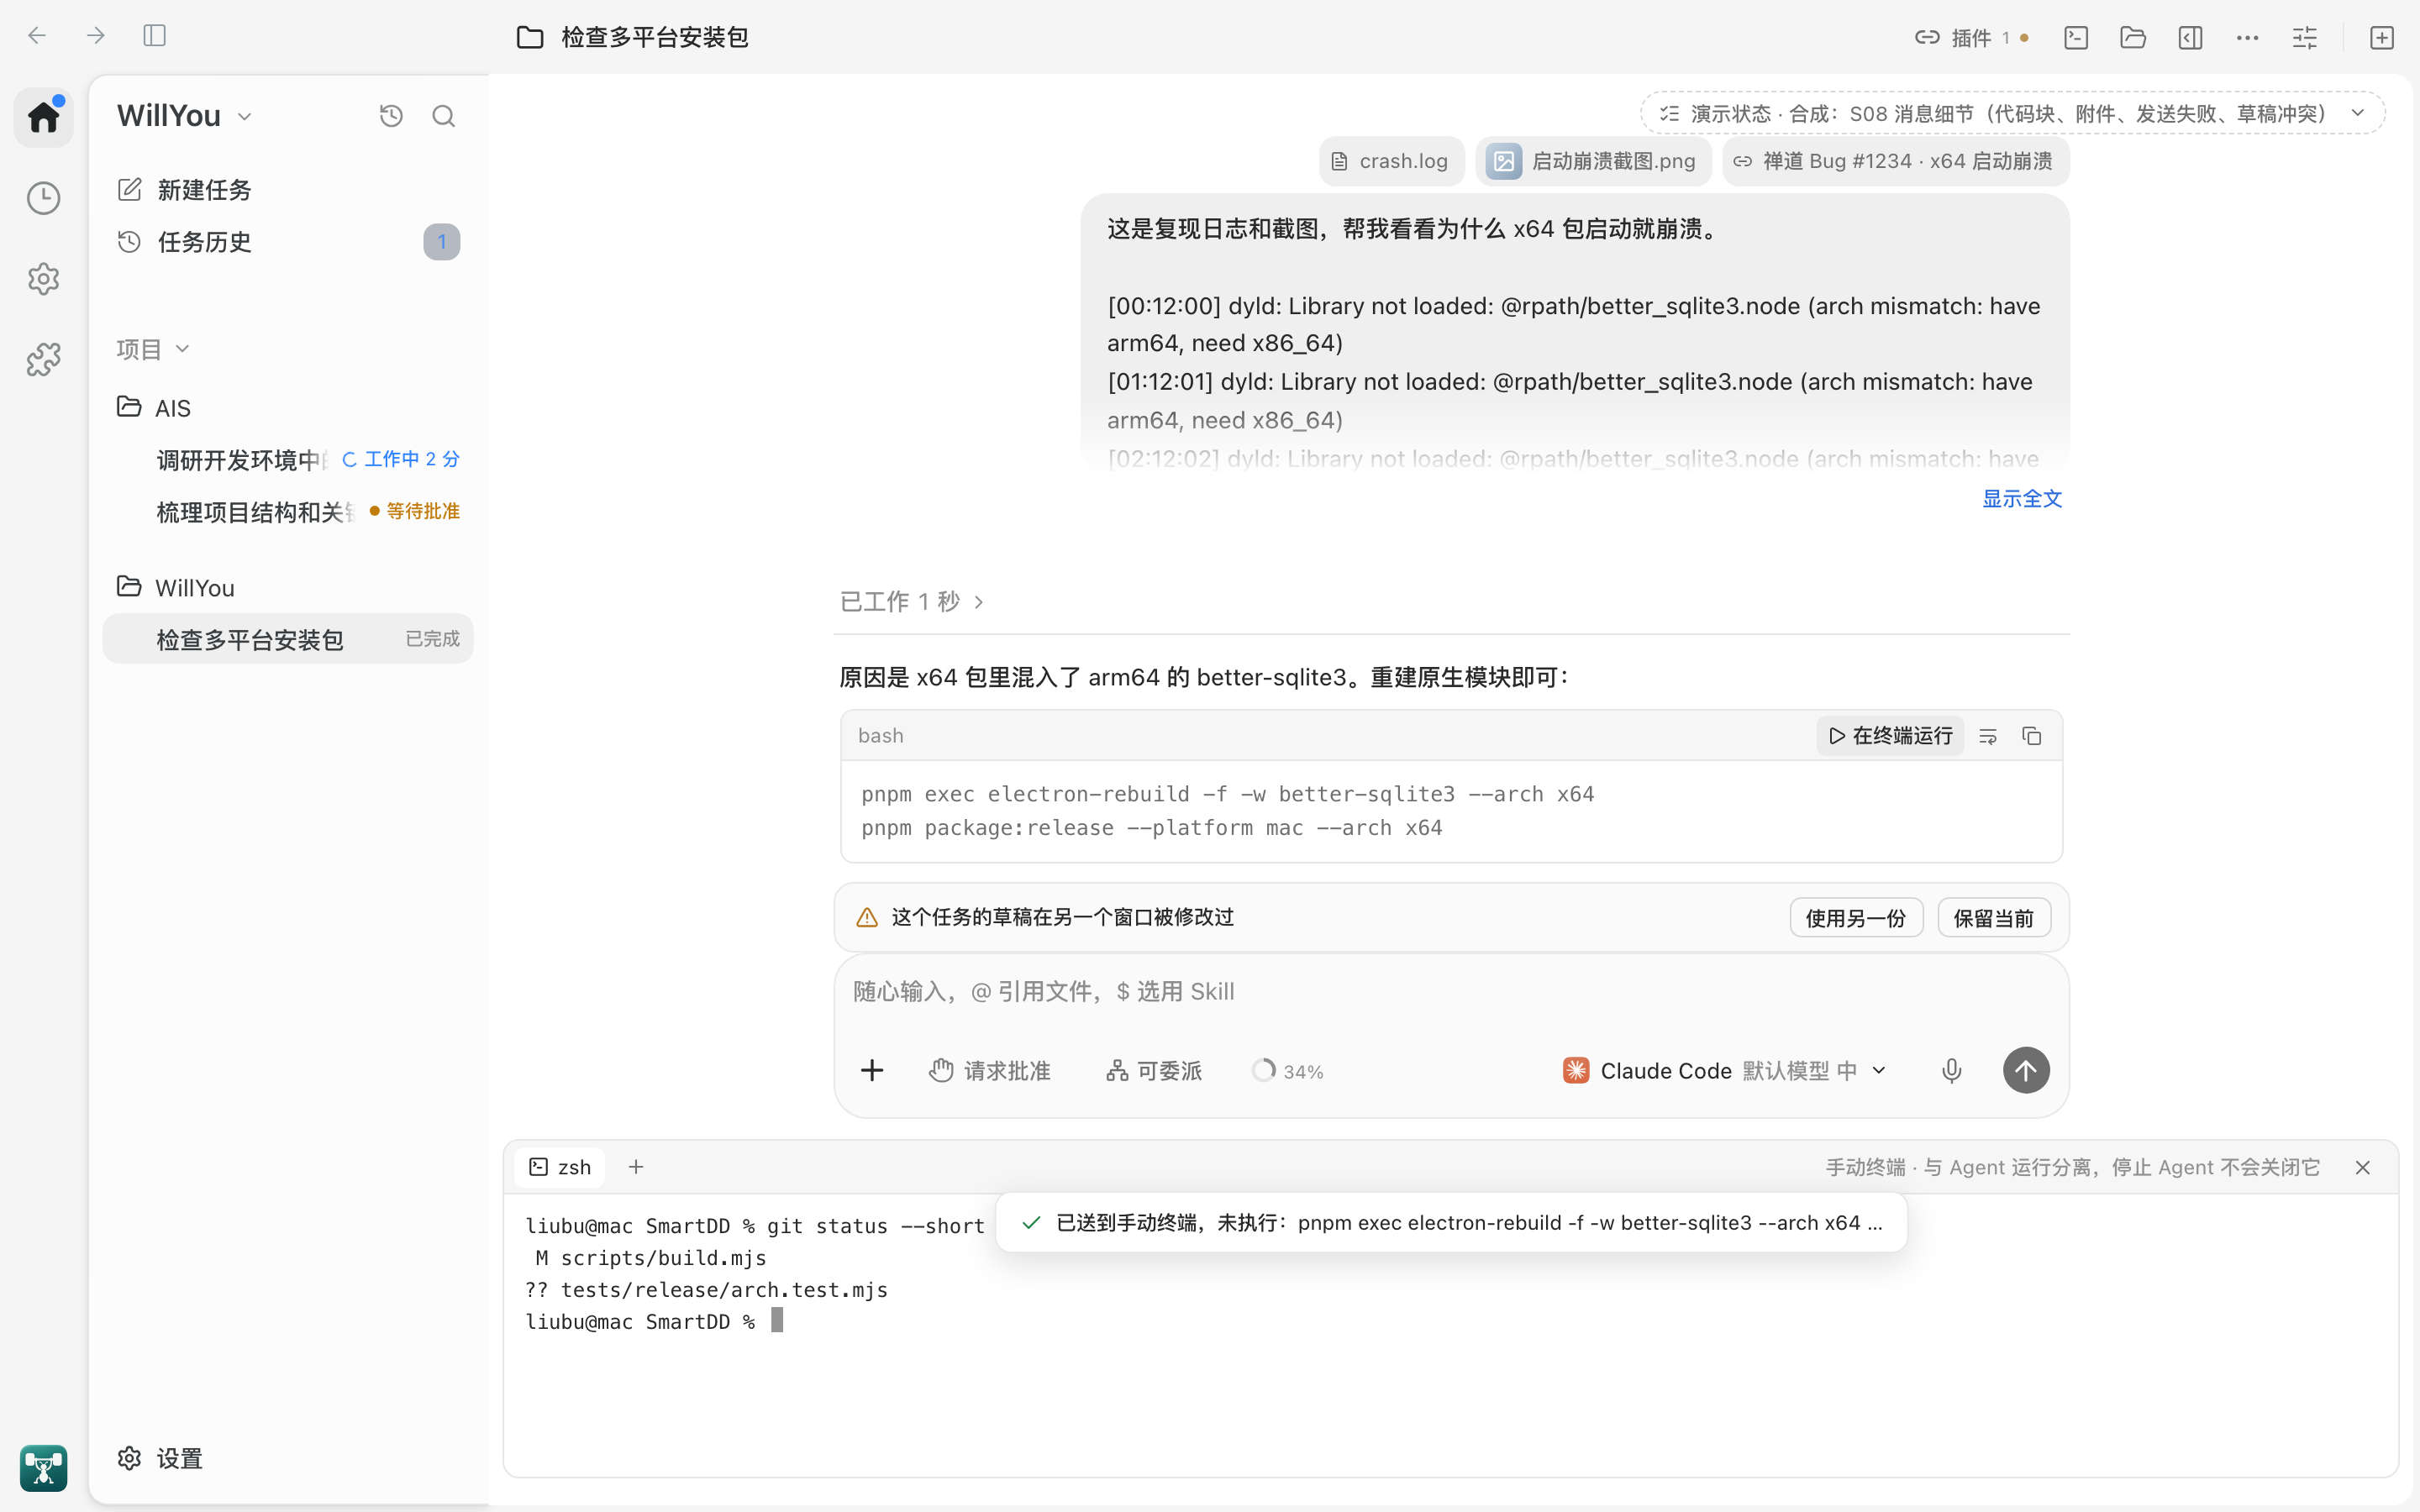 检查多平台安装包
插件 1
WillYou
新建任务
任务历史 1
项目
AIS
调研开发环境中 工作中 2 分
梳理项目结构和关 等待批准
WillYou
检查多平台安装包 已完成
设置
演示状态 · 合成：S08 消息细节（代码块、附件、发送失败、草稿冲突）
crash.log
启动崩溃截图.png
禅道 Bug #1234 · x64 启动崩溃
这是复现日志和截图，帮我看看为什么 x64 包启动就崩溃。
[00:12:00] dyld: Library not loaded: @rpath/better_sqlite3.node (arch mismatch: have
arm64, need x86_64)
[01:12:01] dyld: Library not loaded: @rpath/better_sqlite3.node (arch mismatch: have
arm64, need x86_64)
[02:12:02] dyld: Library not loaded: @rpath/better_sqlite3.node (arch mismatch: have
显示全文
已工作 1 秒
原因是 x64 包里混入了 arm64 的 better-sqlite3。重建原生模块即可：
bash
在终端运行
pnpm exec electron-rebuild -f -w better-sqlite3 --arch x64
pnpm package:release --platform mac --arch x64
这个任务的草稿在另一个窗口被修改过
使用另一份
保留当前
随心输入，@ 引用文件，$ 选用 Skill
请求批准
可委派
34%
Claude Code 默认模型 中
zsh
手动终端 · 与 Agent 运行分离，停止 Agent 不会关闭它
liubu@mac SmartDD % git status --short
已送到手动终端，未执行：pnpm exec electron-rebuild -f -w better-sqlite3 --arch x64 ...
M scripts/build.mjs
?? tests/release/arch.test.mjs
liubu@mac SmartDD %